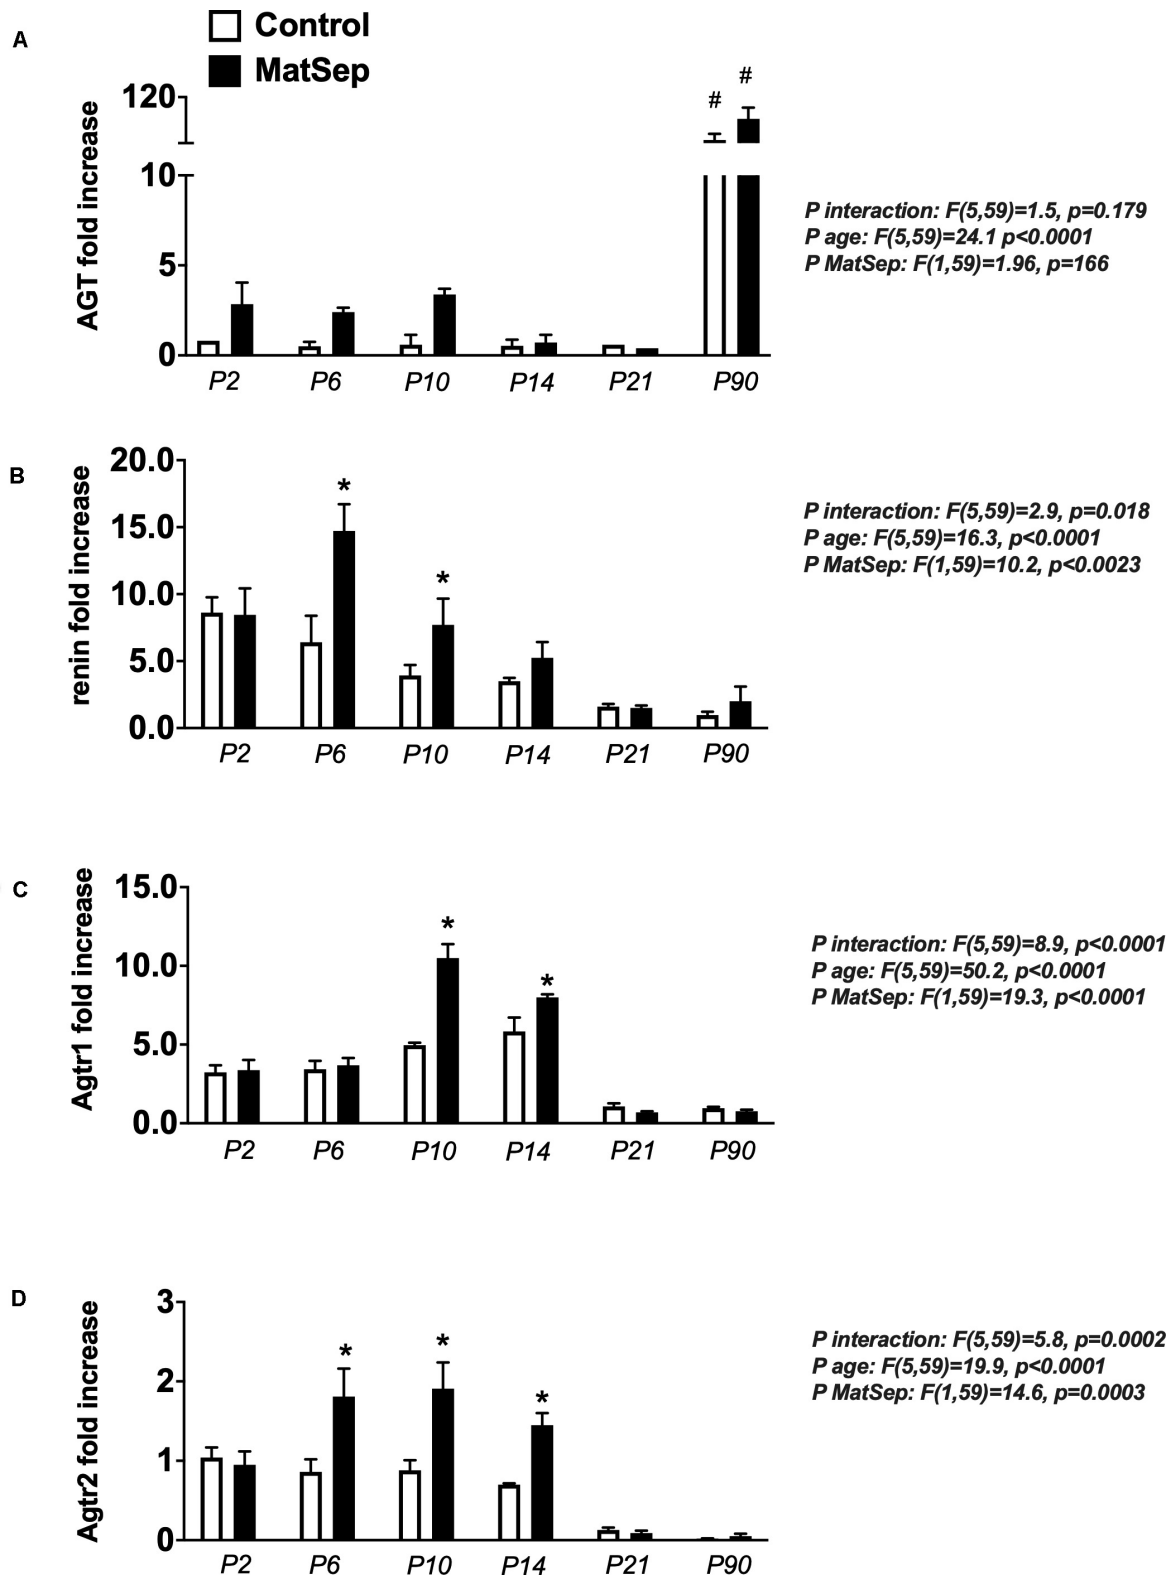 A
Control
MatSep
AGT fold increase
120
10
5
0
# #
P2 P6 P10 P14 P21 P90
P interaction: F(5,59)=1.5, p=0.179
P age: F(5,59)=24.1 p<0.0001
P MatSep: F(1,59)=1.96, p=166
B
renin fold increase
20.0
15.0
10.0
5.0
0.0
* *
P2 P6 P10 P14 P21 P90
P interaction: F(5,59)=2.9, p=0.018
P age: F(5,59)=16.3, p<0.0001
P MatSep: F(1,59)=10.2, p<0.0023
C
Agtr1 fold increase
15.0
10.0
5.0
0.0
* *
P2 P6 P10 P14 P21 P90
P interaction: F(5,59)=8.9, p<0.0001
P age: F(5,59)=50.2, p<0.0001
P MatSep: F(1,59)=19.3, p<0.0001
D
Agtr2 fold increase
3
2
1
0
* * *
P2 P6 P10 P14 P21 P90
P interaction: F(5,59)=5.8, p=0.0002
P age: F(5,59)=19.9, p<0.0001
P MatSep: F(1,59)=14.6, p=0.0003